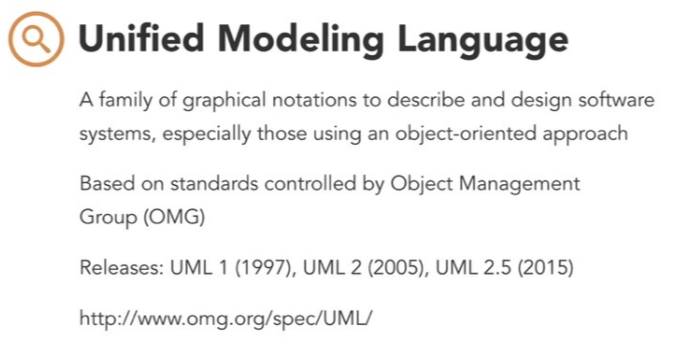 Unified Modeling Language
A family of graphical notations to describe and design software
systems, especially those using an object-oriented approach
Based on standards controlled by Object Management
Group (OMG)
Releases: UML 1 (1997), UML 2 (2005), UML 2.5 (2015)
http://www.omg.org/spec/UML/